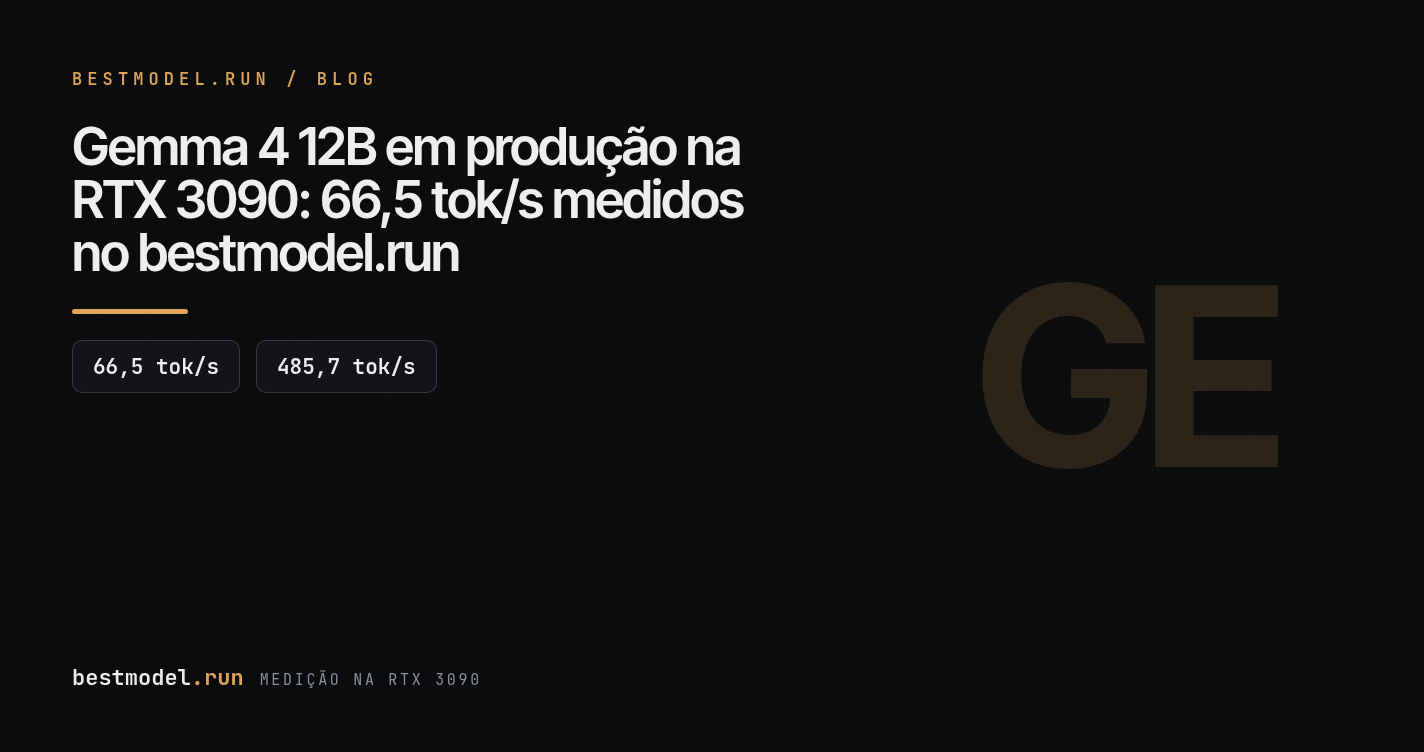 BESTMODEL.RUN / BLOG
Gemma 4 12B em produção na
RTX 3090: 66,5 tok/s medidos
no bestmodel.run
66,5 tok/s 485,7 tok/s
GE
bestmodel.run MEDIÇÃO NA RTX 3090